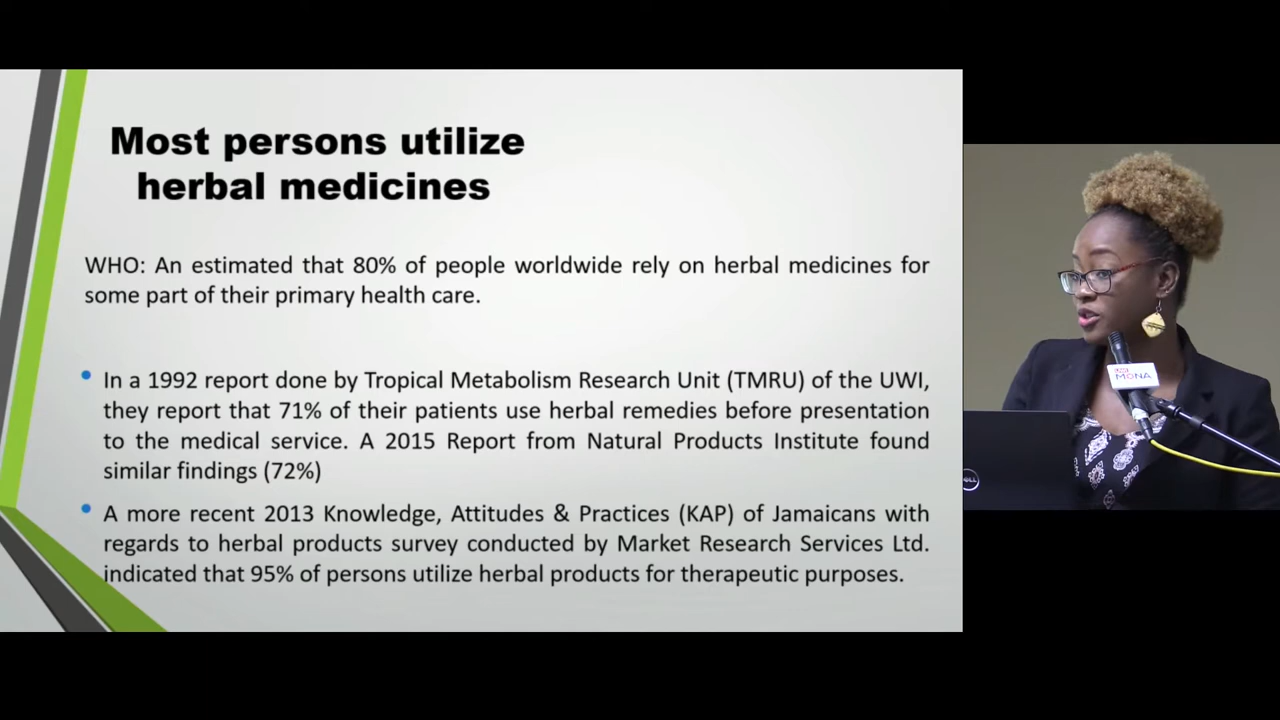 Most persons utilize
herbal medicines
WHO: An estimated that 80% of people worldwide rely on herbal medicines for
some part of their primary health care.
• In a 1992 report done by Tropical Metabolism Research Unit (TMRU) of the UWI,
they report that 71% of their patients use herbal remedies before presentation
to the medical service. A 2015 Report from Natural Products Institute found
similar findings (72%)
• A more recent 2013 Knowledge, Attitudes & Practices (KAP) of Jamaicans with
regards to herbal products survey conducted by Market Research Services Ltd.
indicated that 95% of persons utilize herbal products for therapeutic purposes.
MONA
DELL